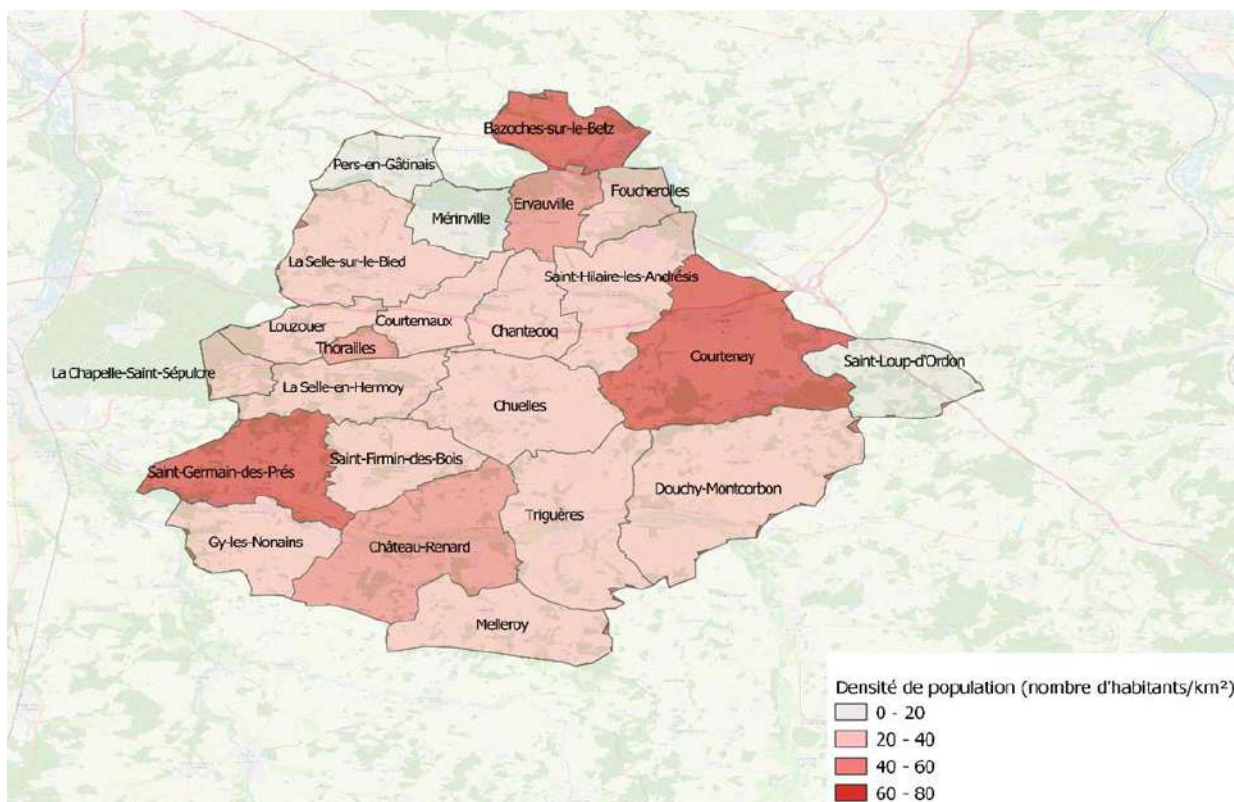 Bazoches-sur-le-Betz
Pers-en-Gâtinais
Foucherolles
Ervauville
Mérinville
La Selle-sur-le-Bied
Saint-Hilaire-les-Andrésis
Louzouer
Courtemaux
Chantecoq
Thorailles
Courtenay
Saint-Loup-d'Ordon
La Chapelle-Saint-Sépulcre
La Selle-en-Hermoy
Chuelles
Saint-Germain-des-Prés
Saint-Firmin-des-Bois
Douchy-Montcorbon
Triguères
Gy-les-Nonains
Château-Renard
Melleroy
Densité de population (nombre d'habitants/km²)
0 - 20
20 - 40
40 - 60
60 - 80